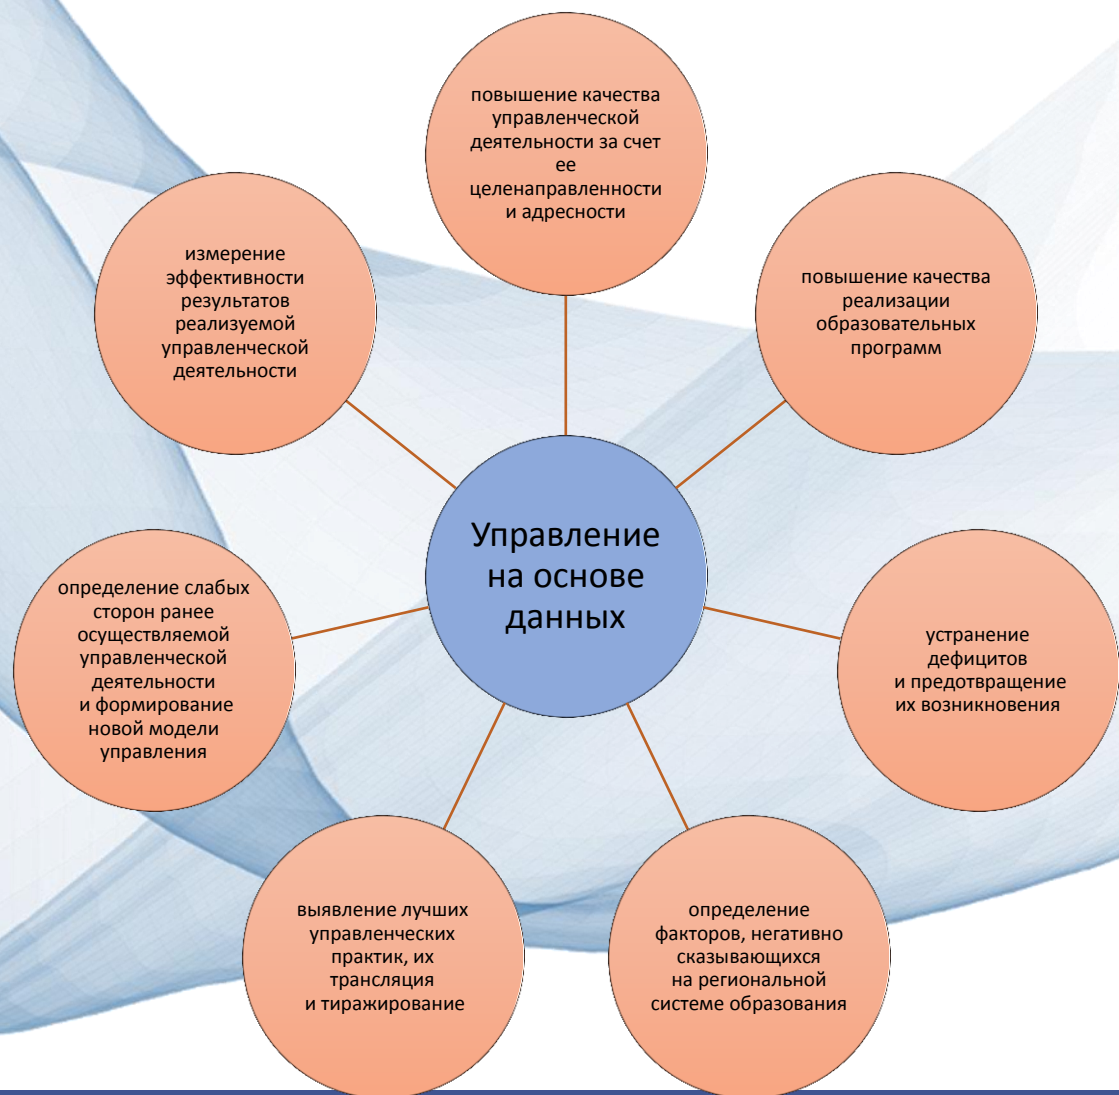 повышение качества
управленческой
деятельности за счет
ее
целенаправленности
и адресности
повышение качества
реализации
образовательных
программ
устранение
дефицитов
и предотвращение
их возникновения
определение
факторов, негативно
сказывающихся
на региональной
системе образования
выявление лучших
управленческих
практик, их
трансляция
и тиражирование
определение слабых
сторон ранее
осуществляемой
управленческой
деятельности
и формирование
новой модели
управления
измерение
эффективности
результатов
реализуемой
управленческой
деятельности
Управление
на основе
данных